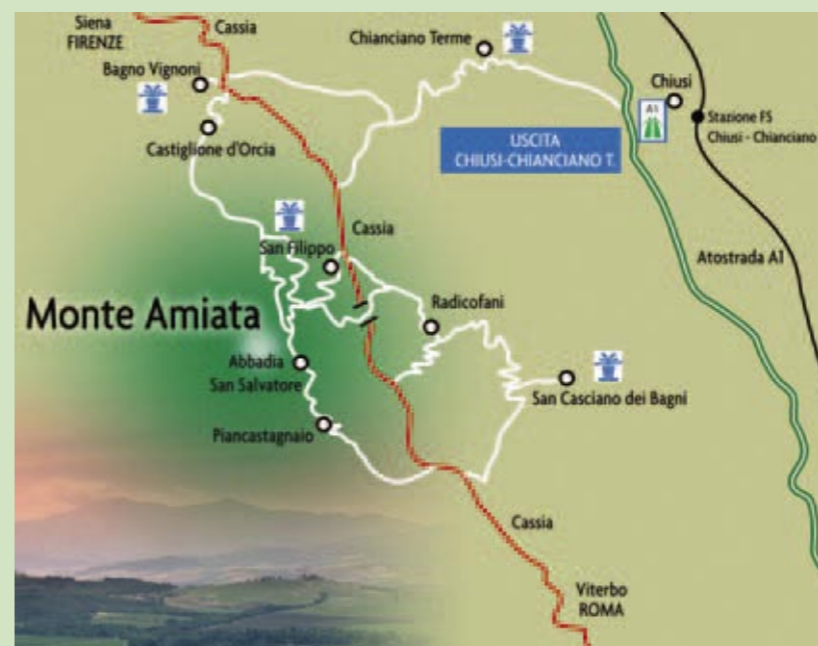 Siena
FIRENZE
Cassia
Chianciano Terme
Bagno Vignoni
Chiusi
A1
Stazione FS
Chiusi - Chianciano
Castiglione d'Orcia
USCITA
CHIUSI-CHIANCIANO T.
San Filippo
Cassia
Atostrada A1
Monte Amiata
Radicofani
Abbadia
San Salvatore
San Casciano dei Bagni
Piancastagnaio
Cassia
Viterbo
ROMA